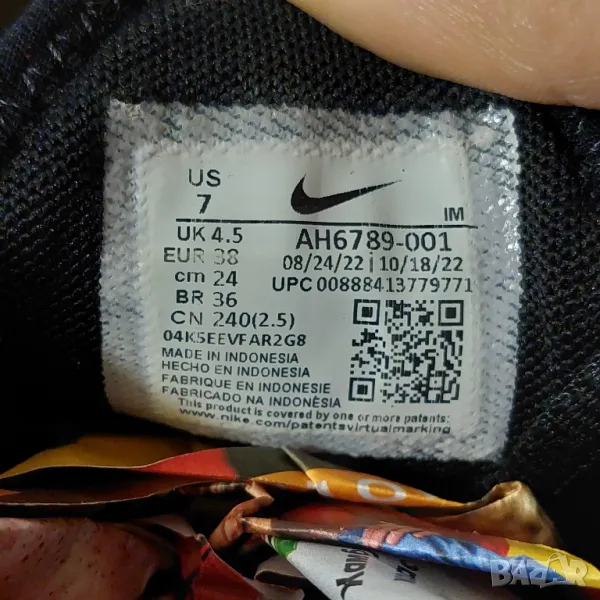 US
7
IM
UK 4.5
AH6789-001
EUR 38
08/24/22 | 10/18/22
cm 24
UPC 00888413779771
BR 36
CN 240(2.5)
04K5EEVFAR2G8
MADE IN INDONESIA
HECHO EN INDONESIA
FABRIQUE EN INDONESIE
FABRICADO NA INDONÉSIA
This product is covered by one or more patents:
www.nike.com/patentsvirtualmarking
BAZAR